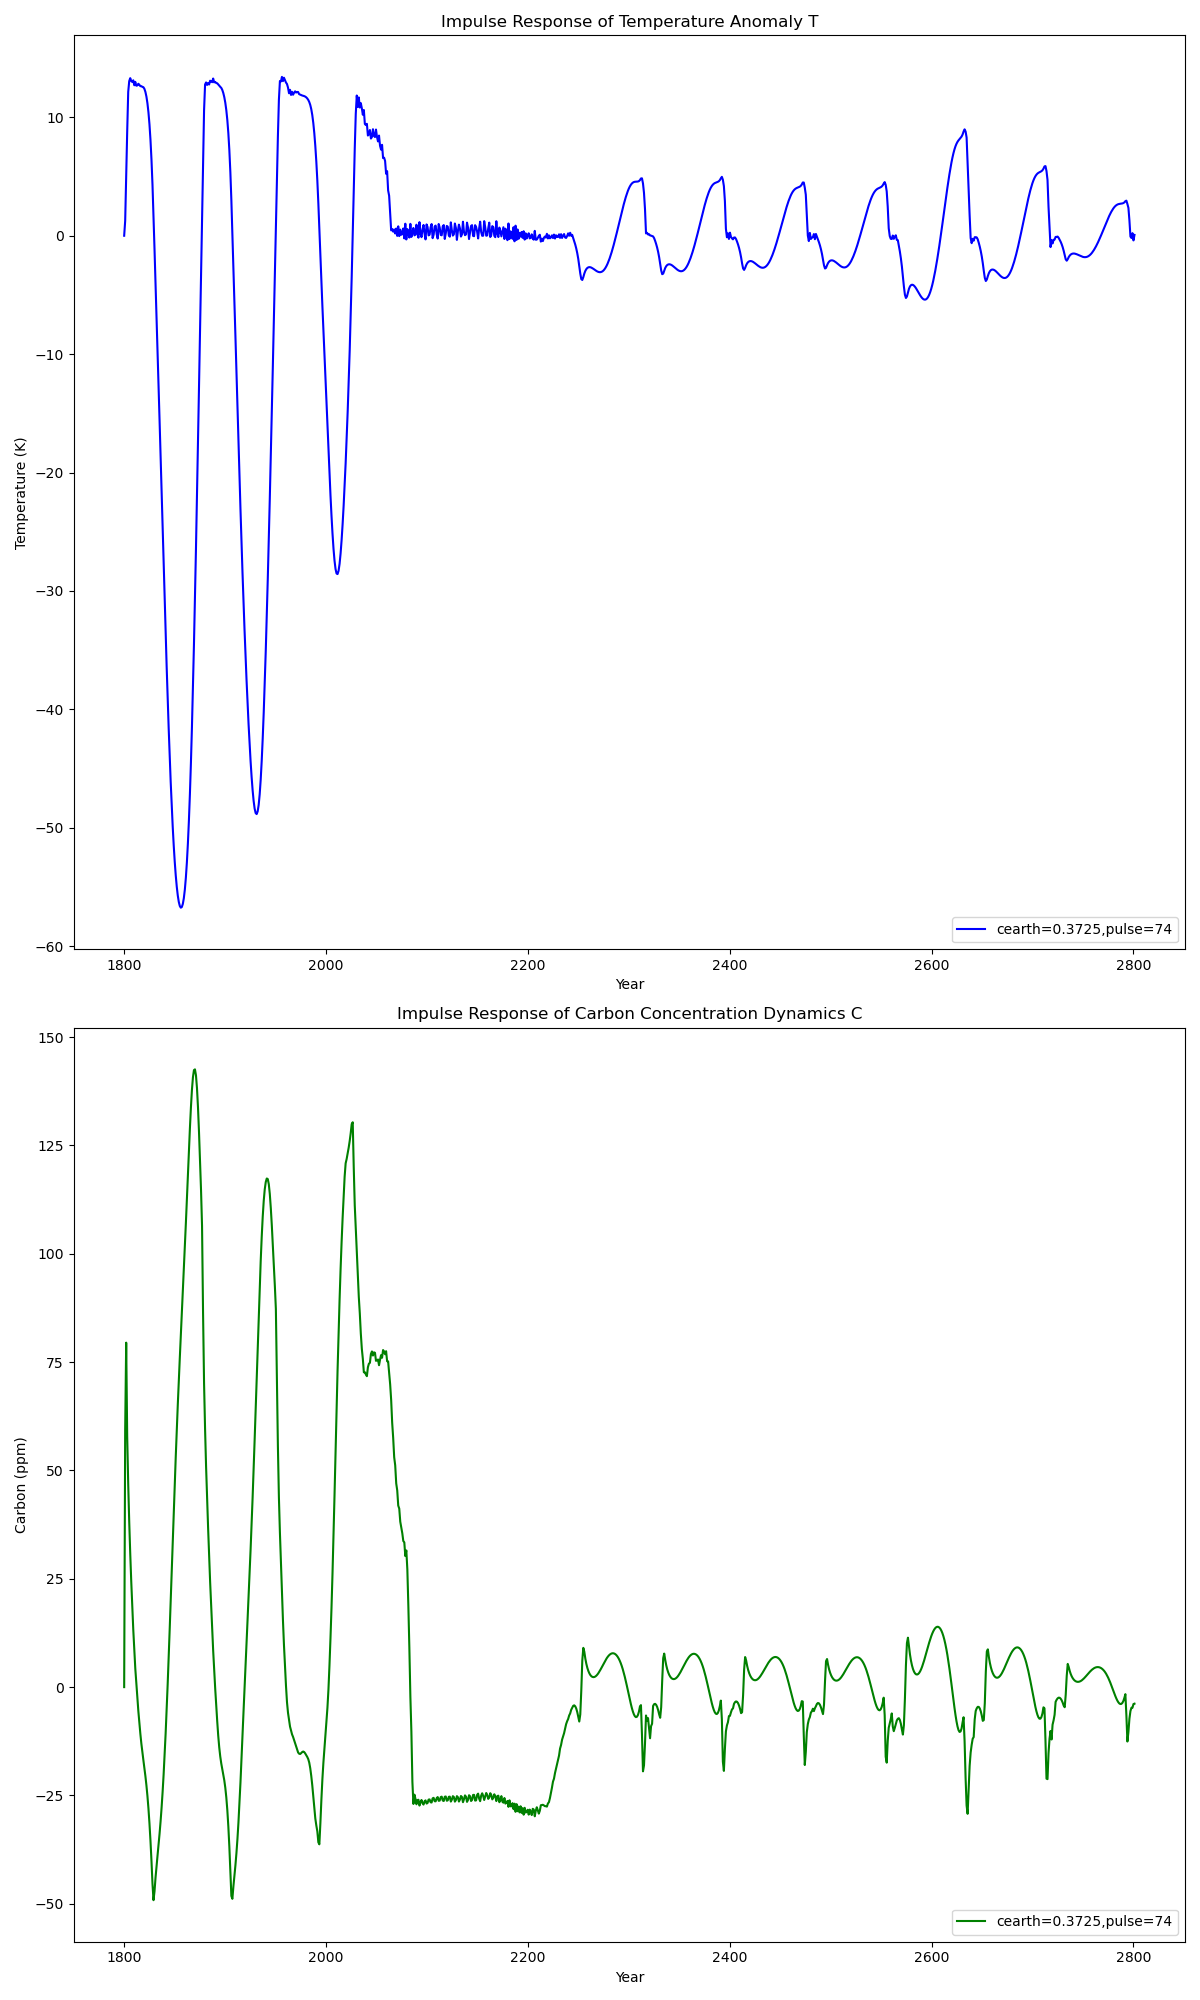 Impulse Response of Temperature Anomaly T
Temperature (K)
10
0
−10
−20
−30
−40
−50
−60
1800 2000 2200 2400 2600 2800
Year
cearth=0.3725,pulse=74
Impulse Response of Carbon Concentration Dynamics C
Carbon (ppm)
150
125
100
75
50
25
0
−25
−50
1800 2000 2200 2400 2600 2800
Year
cearth=0.3725,pulse=74